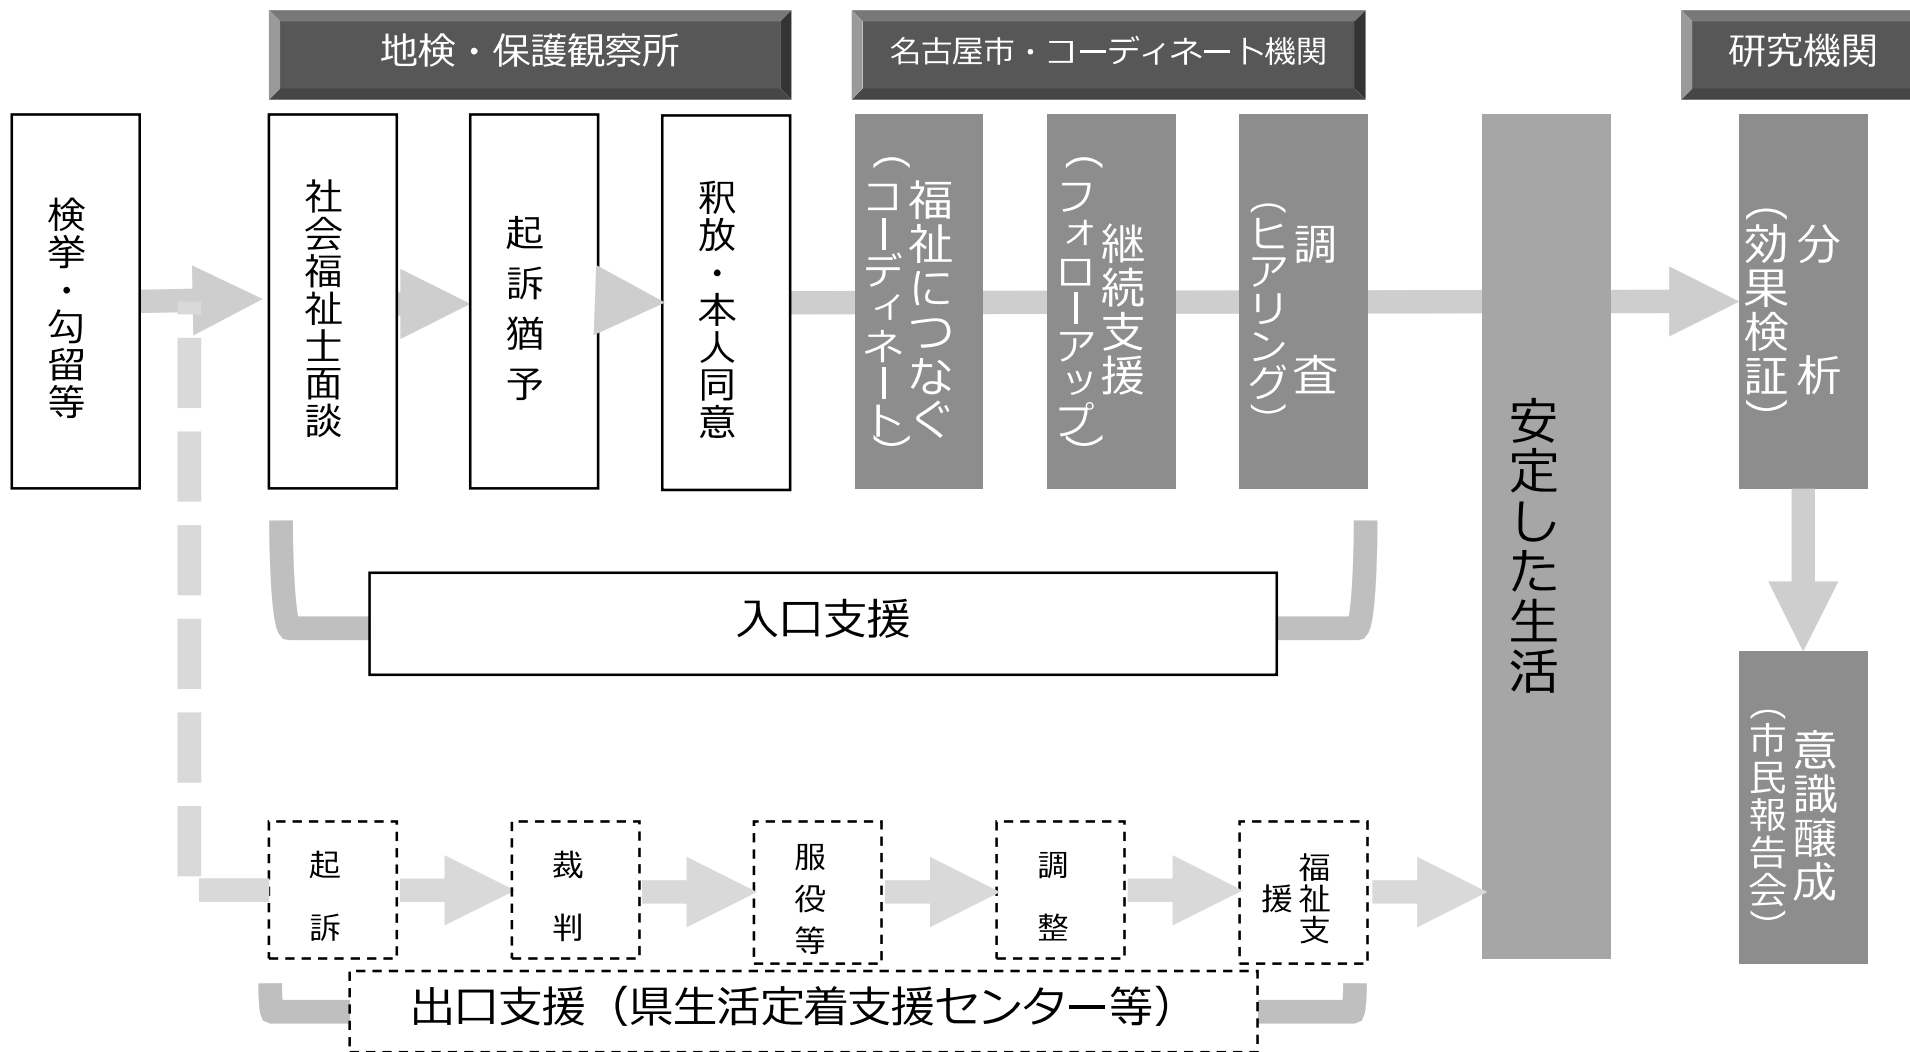 地検・保護観察所
名古屋市・コーディネート機関
研究機関
検挙・勾留等
社会福祉士面談
起訴猶予
釈放・本人同意
福祉につなぐ
（コーディネート）
継続支援
（フォローアップ）
調査
（ヒアリング）
安定した生活
分析
（効果検証）
入口支援
意識醸成
（市民報告会）
起訴
裁判
服役等
調整
福祉支
援
出口支援（県生活定着支援センター等）